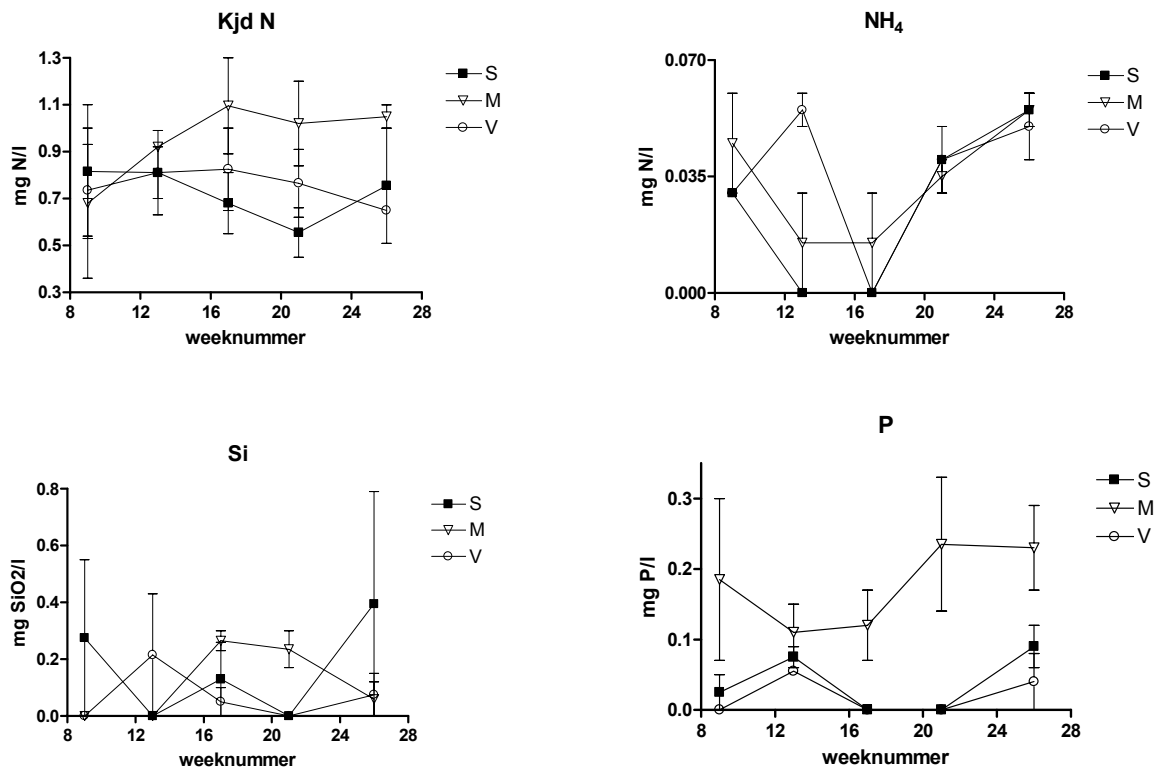 Kjd N
1.3
1.1
0.9
0.7
0.5
0.3
mg N/l
8 12 16 20 24 28
weeknummer
S
M
V
NH4
0.070
0.035
0.000
mg N/l
8 12 16 20 24 28
weeknummer
S
M
V
Si
0.8
0.6
0.4
0.2
0.0
mg SiO2/l
8 12 16 20 24 28
weeknummer
S
M
V
P
0.3
0.2
0.1
0.0
mg P/l
8 12 16 20 24 28
weeknummer
S
M
V